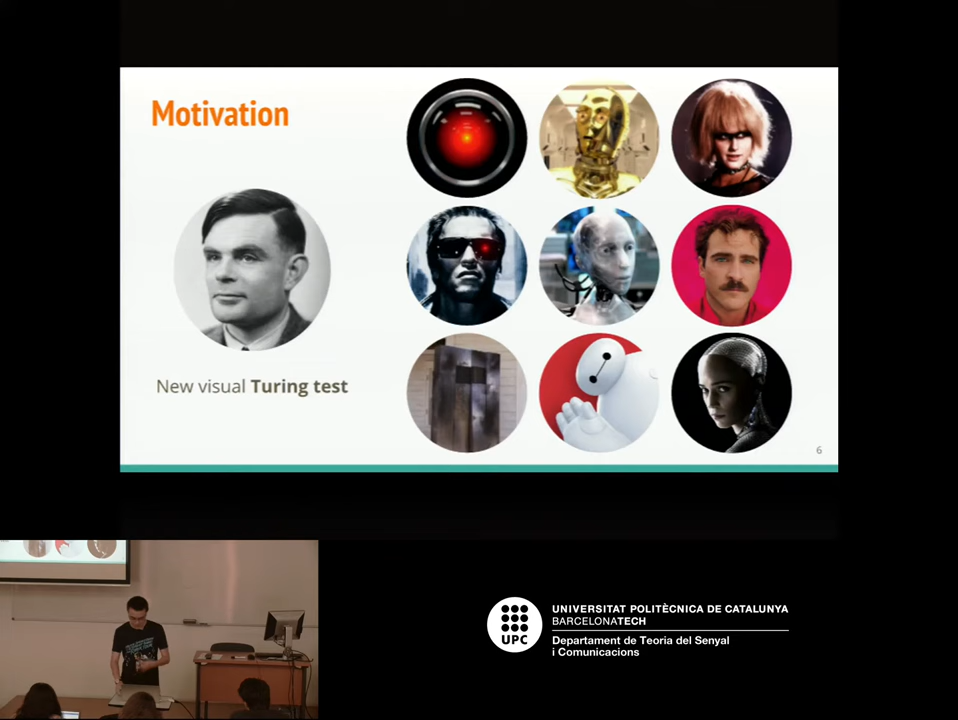 Motivation
New visual Turing test
6
UPC
UNIVERSITAT POLITÈCNICA DE CATALUNYA
BARCELONATECH
Departament de Teoria del Senyal
i Comunicacions